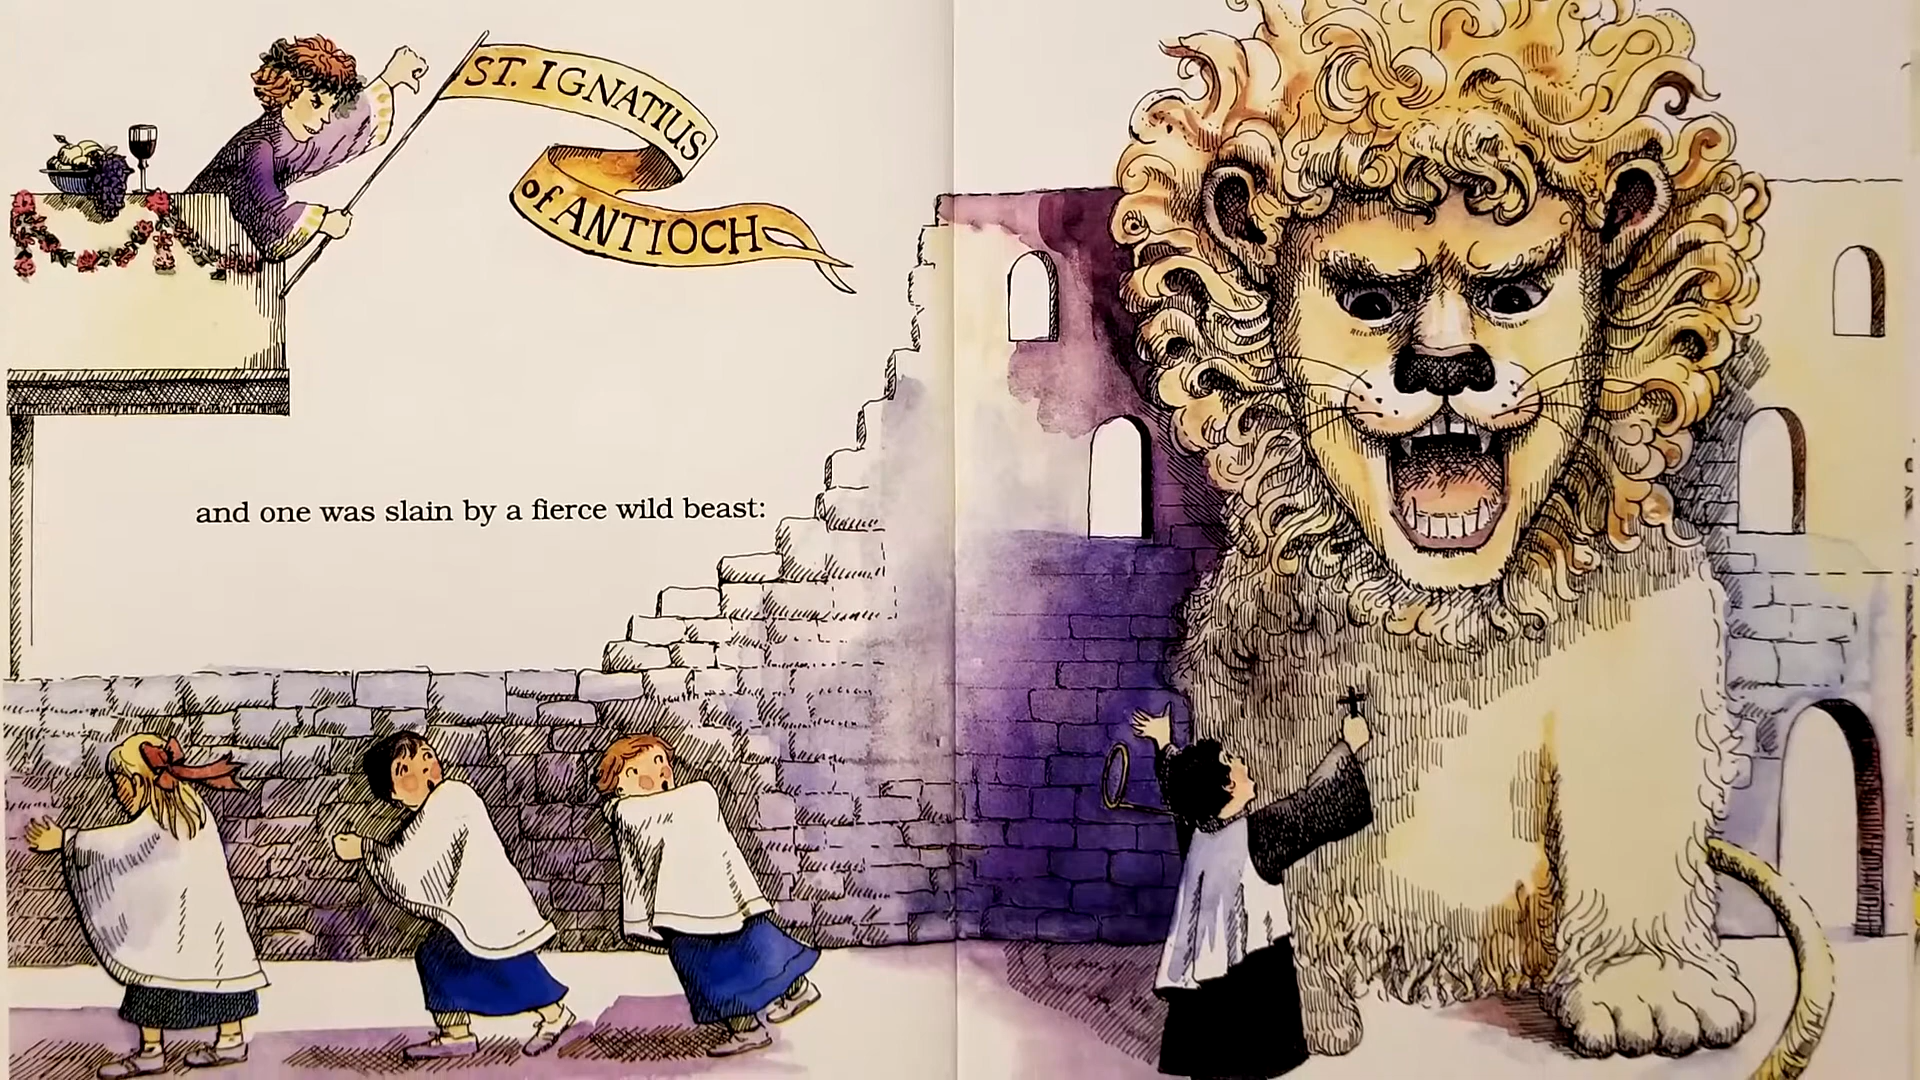 ST. IGNATIUS
of ANTIOCH
and one was slain by a fierce wild beast: